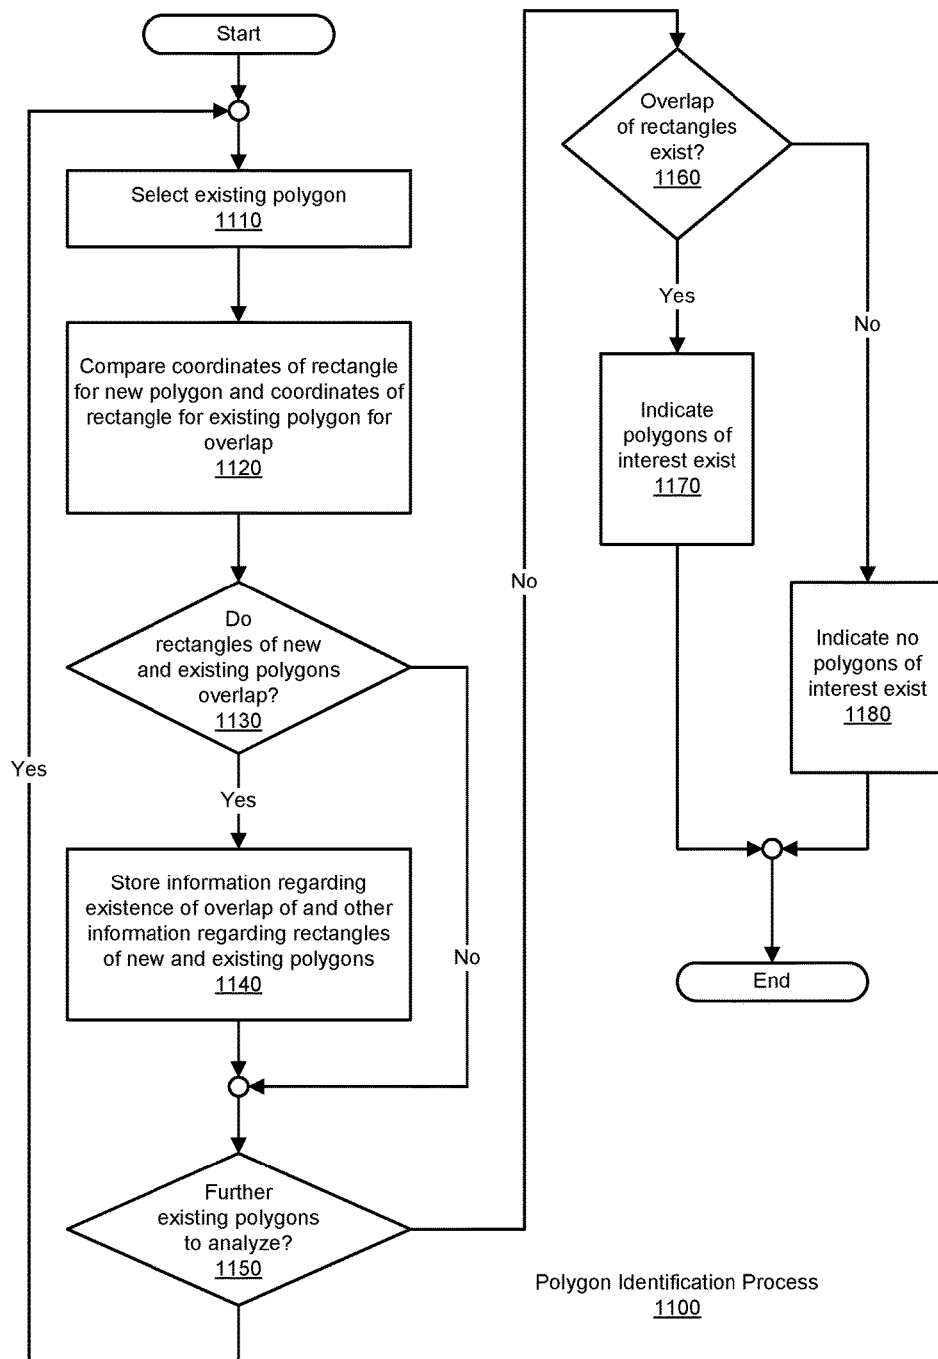 Start
Select existing polygon
1110
Compare coordinates of rectangle
for new polygon and coordinates of
rectangle for existing polygon for
overlap
1120
Do
rectangles of new
and existing polygons
overlap?
1130
Yes
Yes
Store information regarding
existence of overlap of and other
information regarding rectangles
of new and existing polygons
1140
No
Further
existing polygons
to analyze?
1150
No
Overlap
of rectangles
exist?
1160
Yes
No
Indicate
polygons of
interest exist
1170
Indicate no
polygons of
interest exist
1180
End
Polygon Identification Process
1100